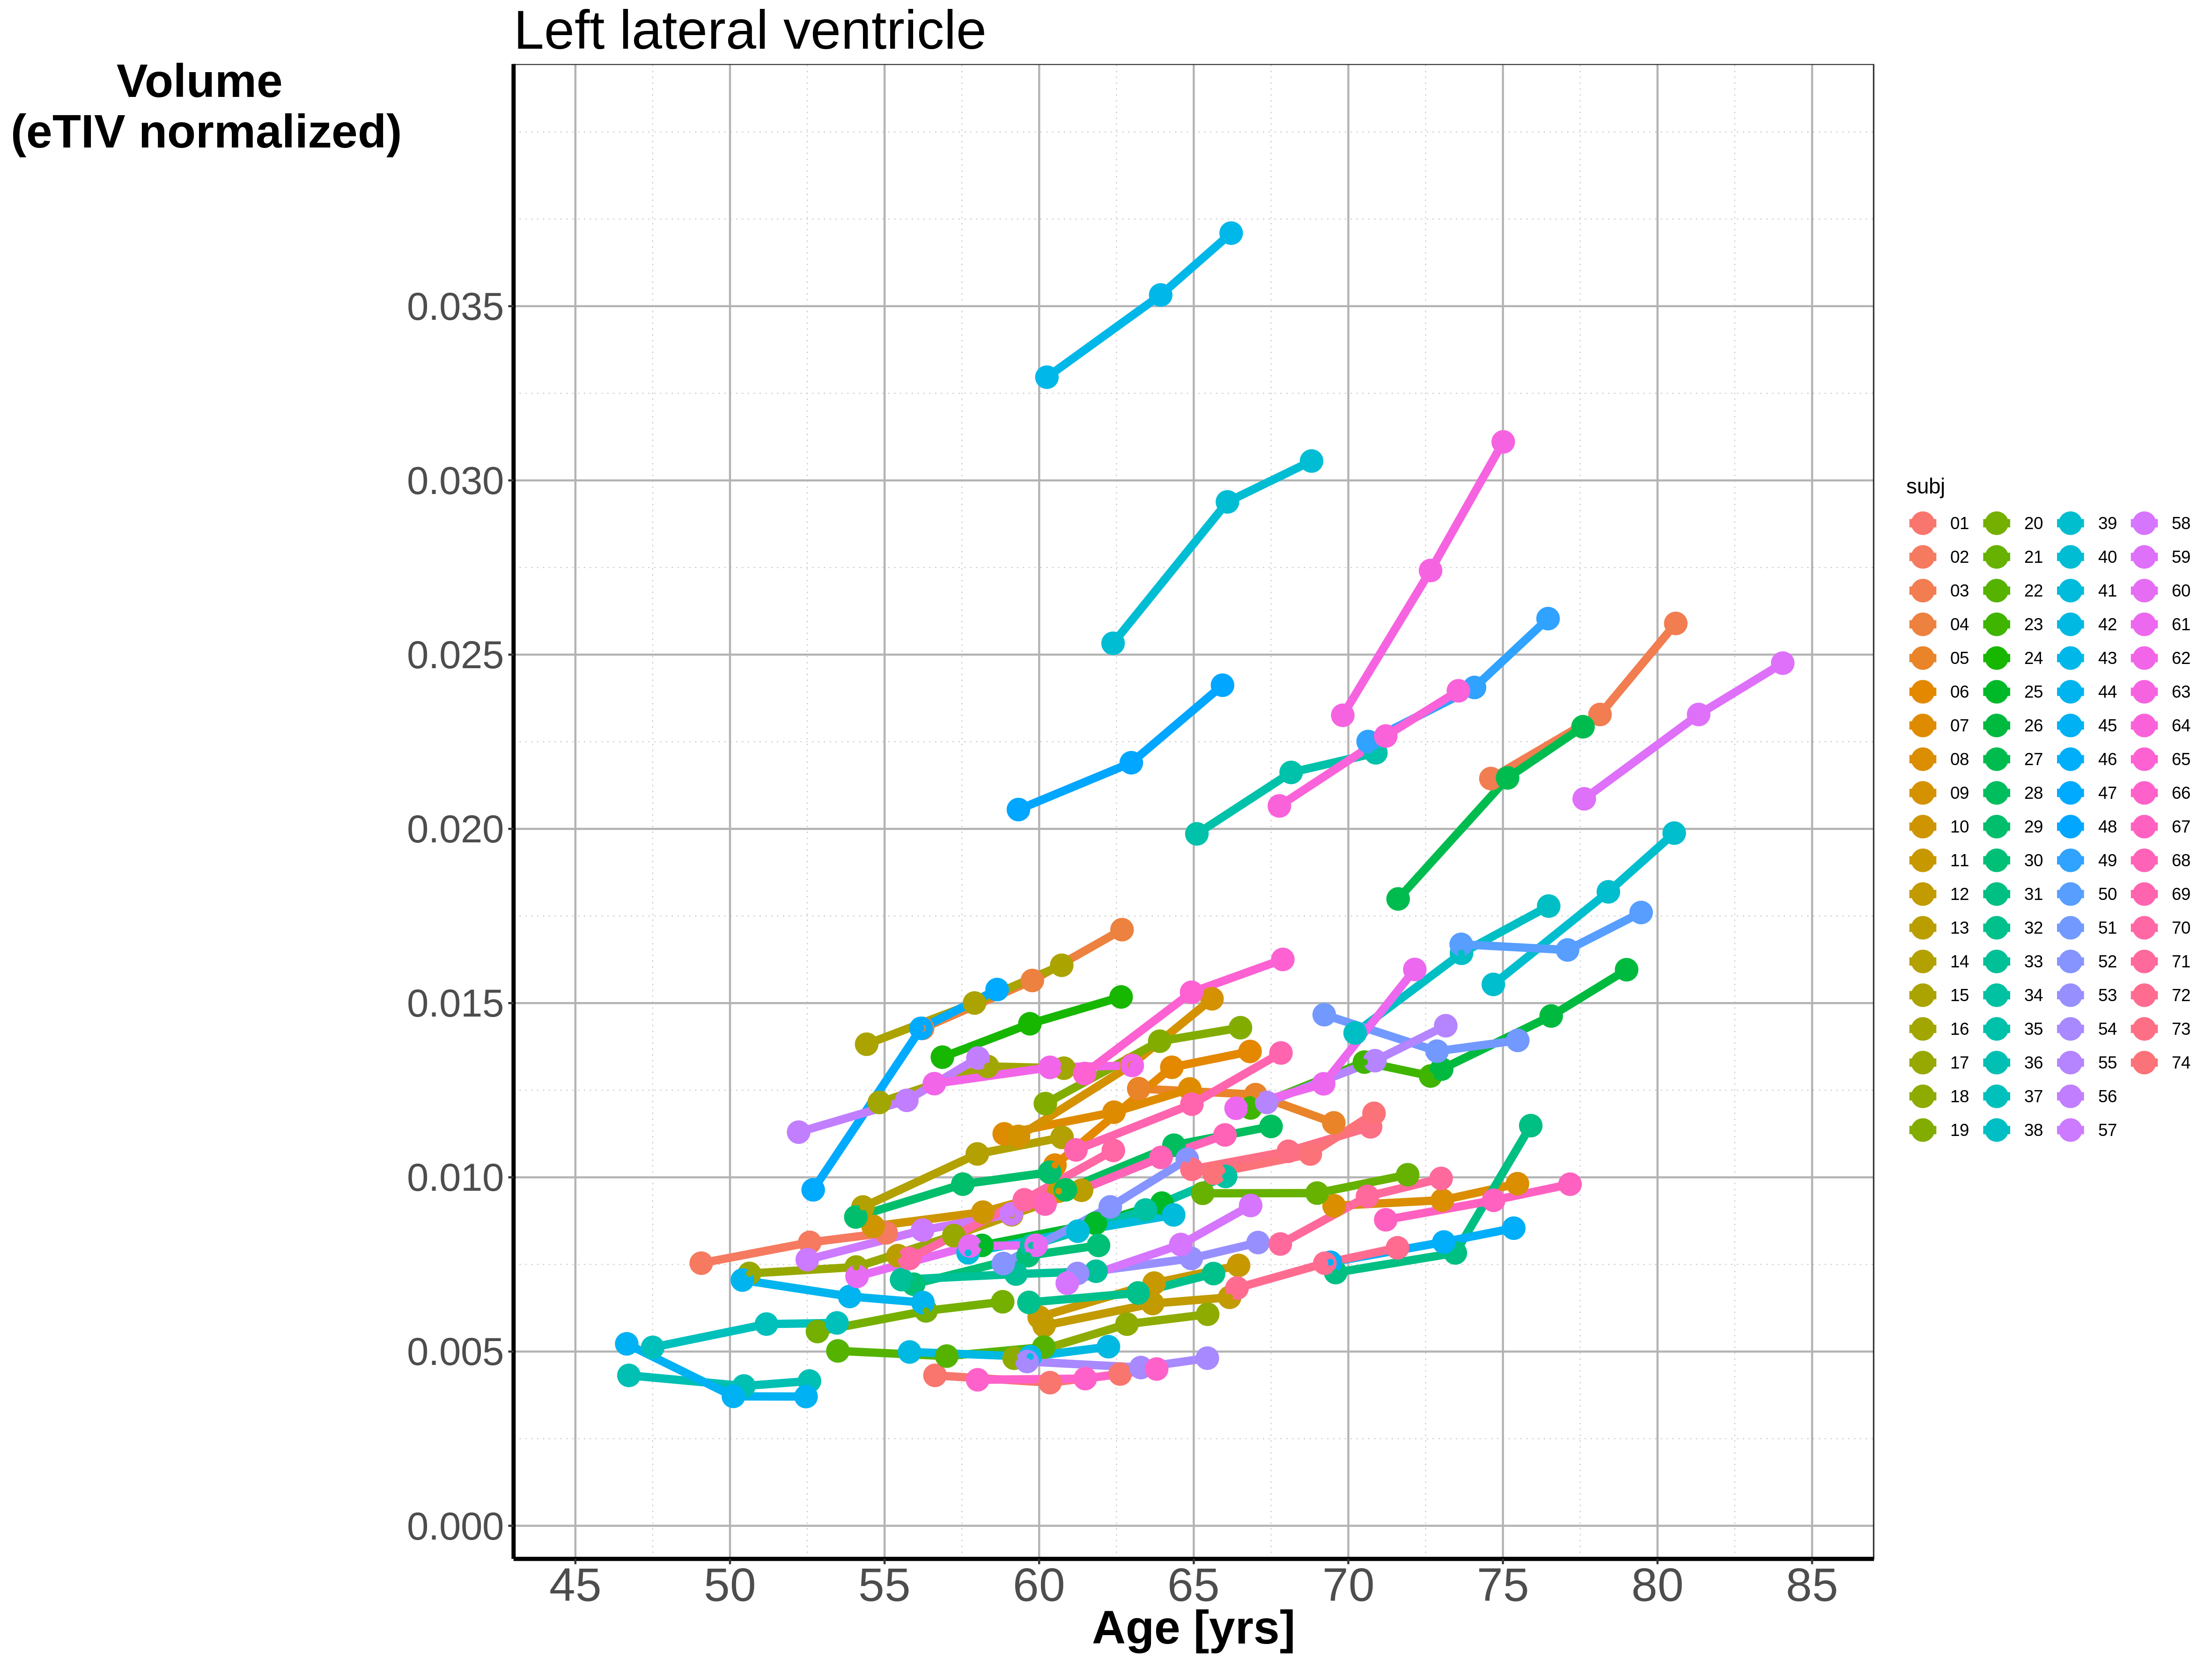 Left lateral ventricle
Volume
(eTIV normalized)
0.035
0.030
0.025
0.020
0.015
0.010
0.005
0.000
45 50 55 60 65 70 75 80 85
Age [yrs]
subj
01 20 39 58
02 21 40 59
03 22 41 60
04 23 42 61
05 24 43 62
06 25 44 63
07 26 45 64
08 27 46 65
09 28 47 66
10 29 48 67
11 30 49 68
12 31 50 69
13 32 51 70
14 33 52 71
15 34 53 72
16 35 54 73
17 36 55 74
18 37 56
19 38 57